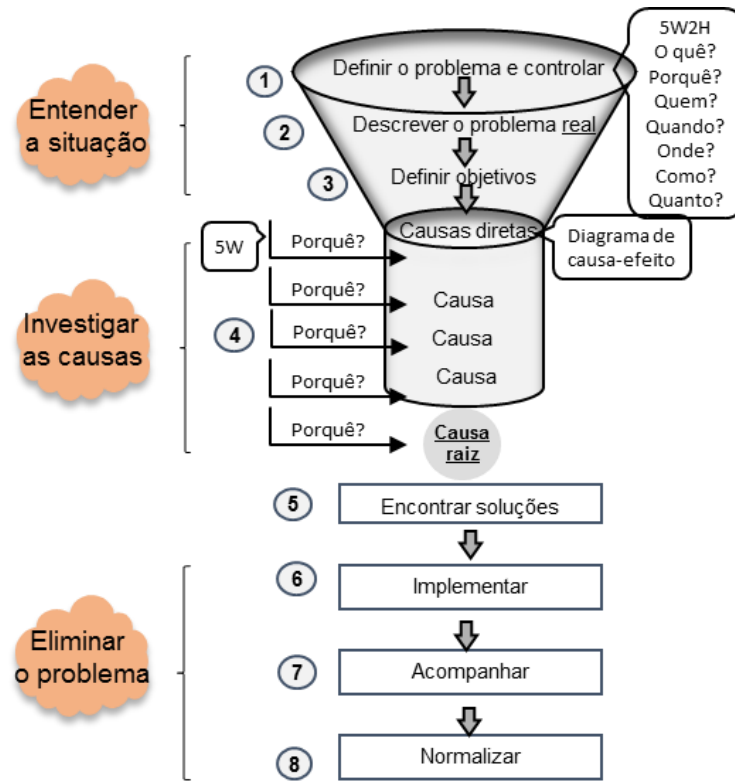 5W2H
O quê?
Porquê?
Quem?
Quando?
Onde?
Como?
Quanto?
1
Definir o problema e controlar
Entender
a situação
2
Descrever o problema real
3
Definir objetivos
5W
Porquê?
Causas diretas
Diagrama de
causa-efeito
Porquê?
Causa
Investigar
as causas
4
Porquê?
Causa
Porquê?
Causa
Porquê?
Causa
raiz
5
Encontrar soluções
6
Implementar
Eliminar
o problema
7
Acompanhar
8
Normalizar